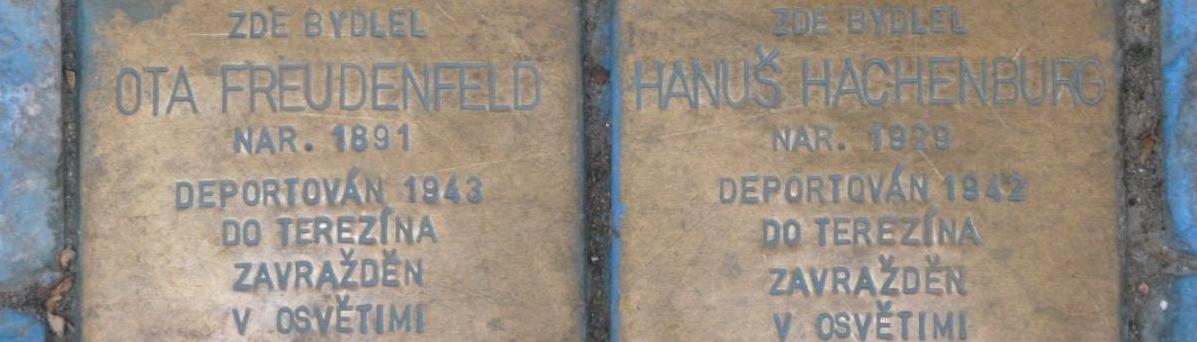 ZDE BYDLEL
OTA FREUDENFELD
NAR. 1891
DEPORTOVÁN 1943
DO TEREZÍNA
ZAVRAŽDĚN
V OSVĚTIMI
ZDE BYDLEL
HANUŠ HACHENBURG
NAR. 1929
DEPORTOVÁN 1942
DO TEREZÍNA
ZAVRAŽDĚN
V OSVĚTIMI